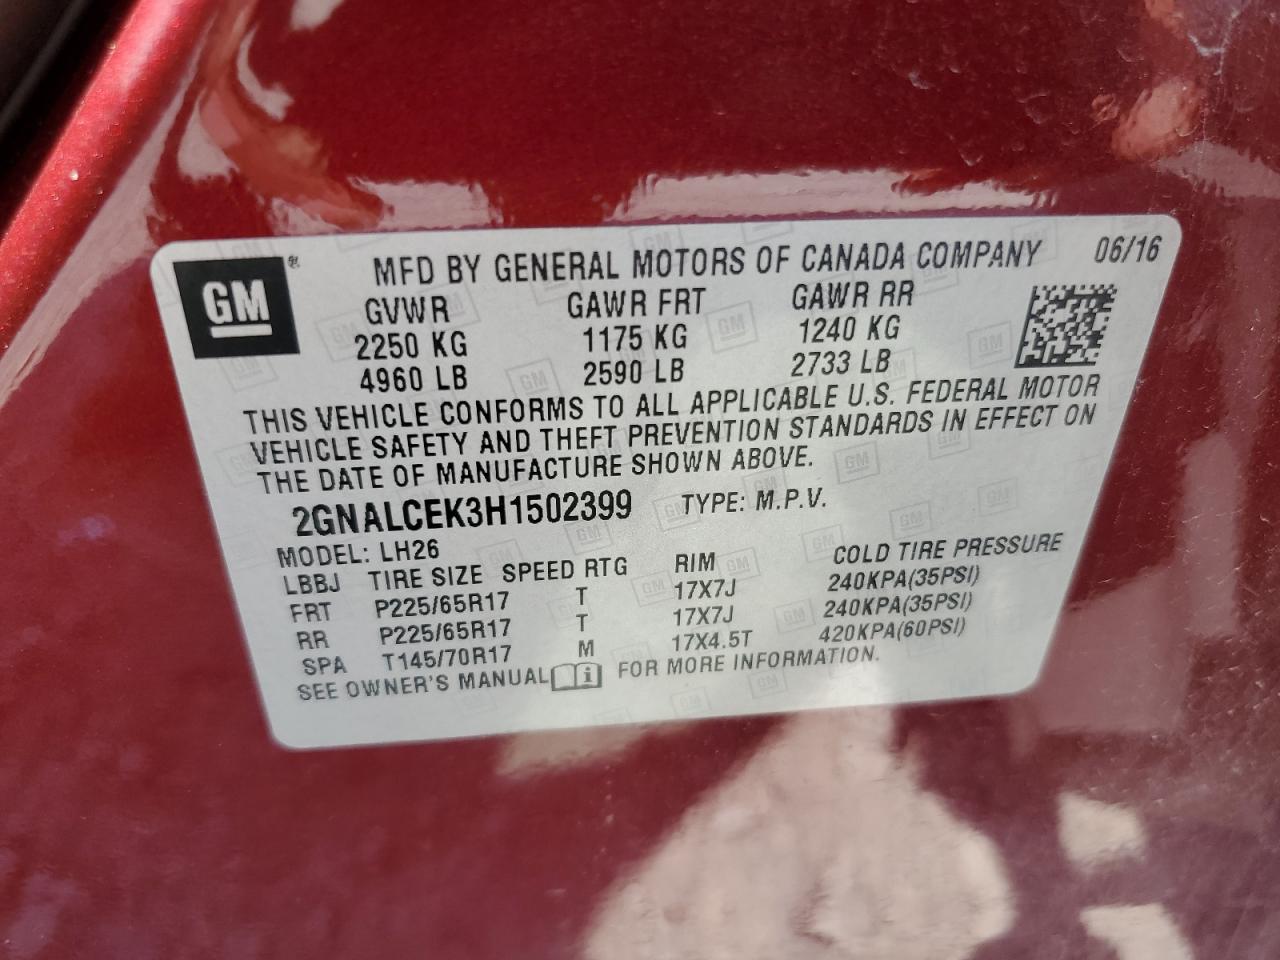 GM ® MFD BY GENERAL MOTORS OF CANADA COMPANY 06/16
GVWR GAWR FRT GAWR RR
2250 KG 1175 KG 1240 KG
4960 LB 2590 LB 2733 LB
THIS VEHICLE CONFORMS TO ALL APPLICABLE U.S. FEDERAL MOTOR
VEHICLE SAFETY AND THEFT PREVENTION STANDARDS IN EFFECT ON
THE DATE OF MANUFACTURE SHOWN ABOVE.
2GNALCEK3H1502399 TYPE: M.P.V.
MODEL: LH26
LBBJ TIRE SIZE SPEED RTG RIM COLD TIRE PRESSURE
FRT P225/65R17 T 17X7J 240KPA(35PSI)
RR P225/65R17 T 17X7J 240KPA(35PSI)
SPA T145/70R17 M 17X4.5T 420KPA(60PSI)
SEE OWNER'S MANUAL i FOR MORE INFORMATION.